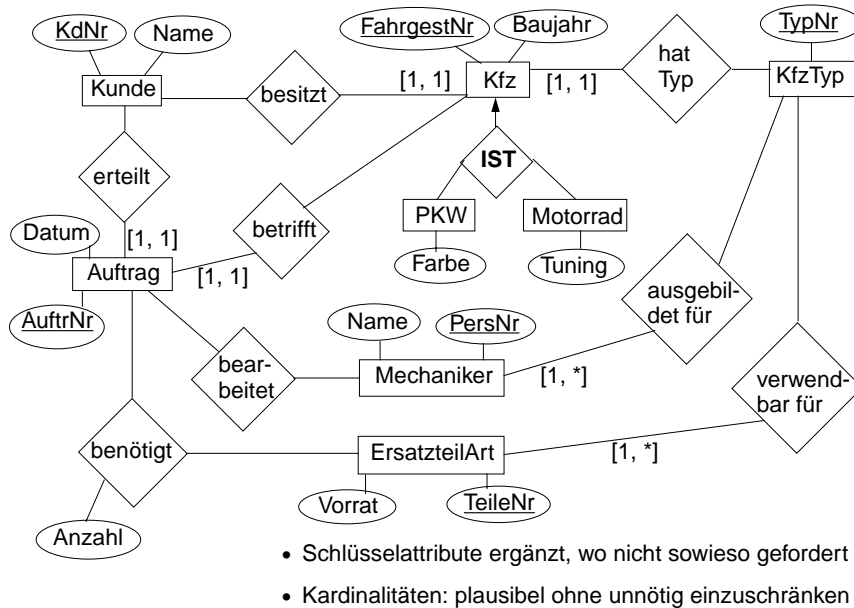 KdNr
Name
FahrgestNr
Baujahr
TypNr
Kunde
besitzt
[1, 1]
Kfz
[1, 1]
hat
Typ
KfzTyp
erteilt
IST
betrifft
PKW
Motorrad
Datum
[1, 1]
Auftrag
[1, 1]
Farbe
Tuning
AuftrNr
Name
PersNr
ausgebil-
det für
bear-
beitet
Mechaniker
[1, *]
verwend-
bar für
benötigt
ErsatzteilArt
[1, *]
Vorrat
TeileNr
Anzahl
• Schlüsselattribute ergänzt, wo nicht sowieso gefordert
• Kardinalitäten: plausibel ohne unnötig einzuschränken